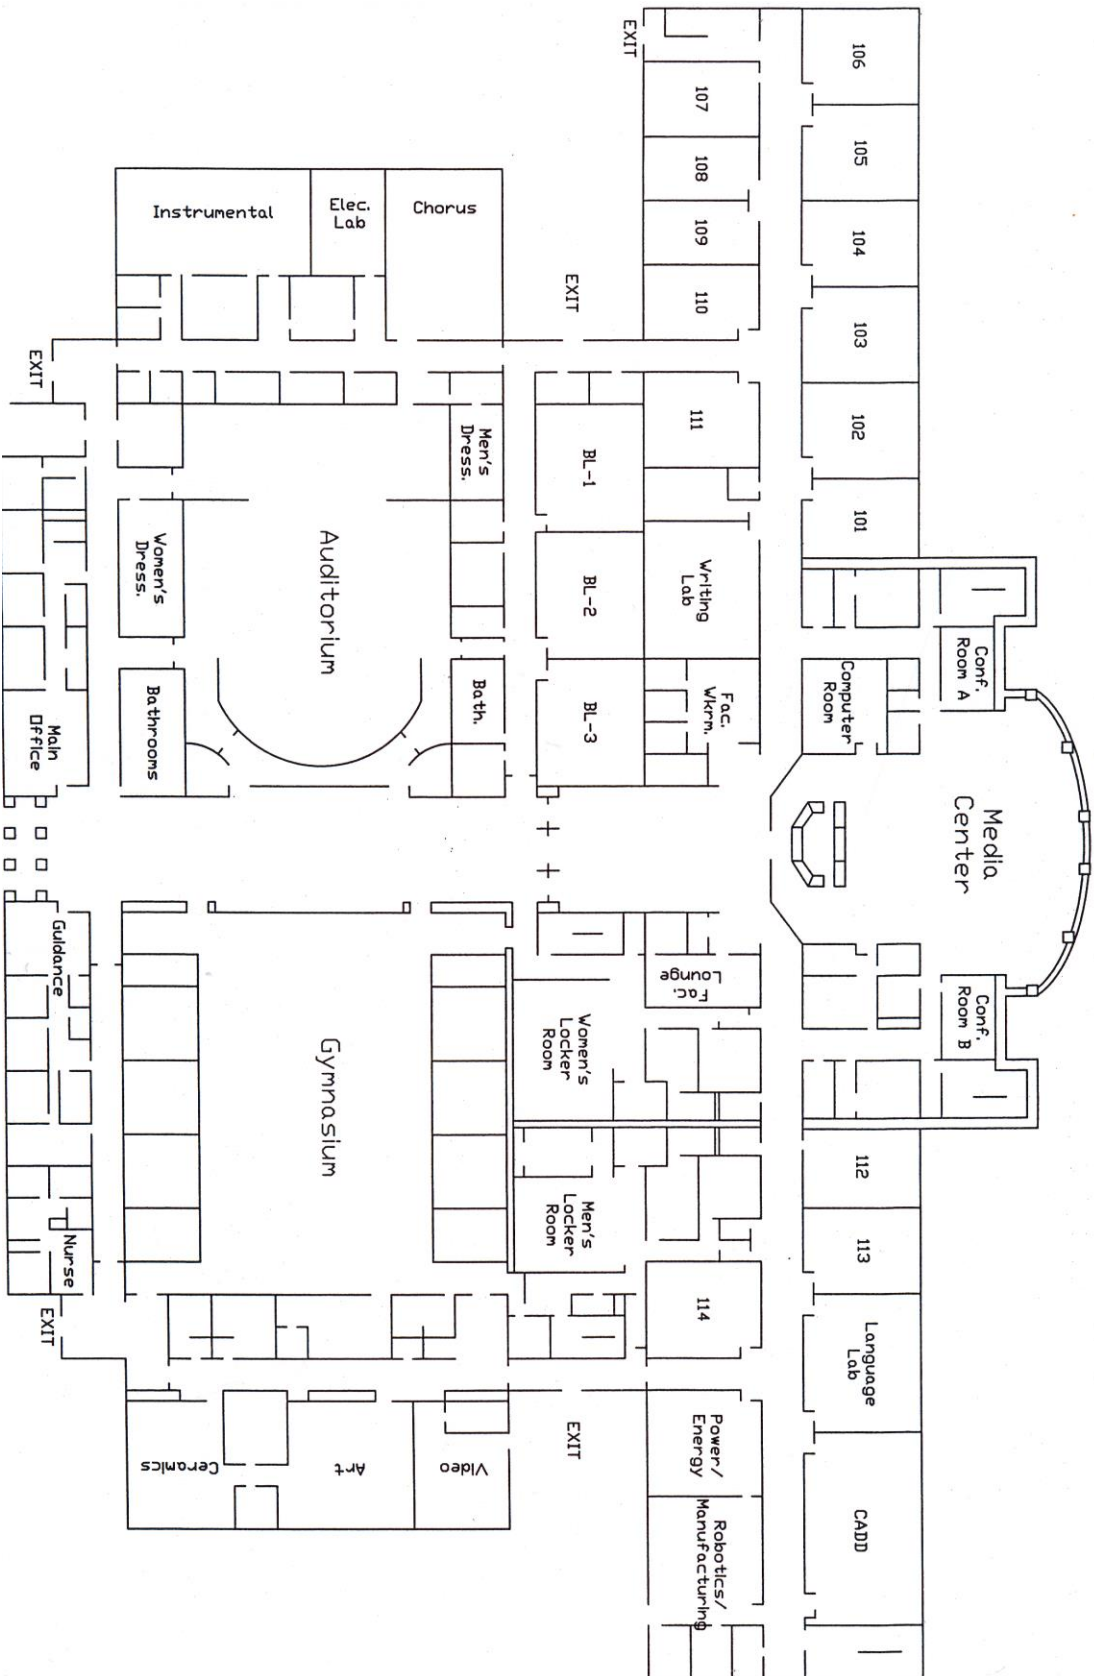 EXIT
106
107
105
108
Instrumental
Elec.
Lab
Chorus
109
104
EXIT
110
103
EXIT
111
102
Men's
Dress.
BL-1
101
Women's
Dress.
Auditorium
BL-2
Writing
Lab
Conf.
Room A
Main
Office
Bathrooms
Bath.
BL-3
Fac.
Wkrm.
Computer
Room
Media
Center
Guidance
Fac.
Lounge
Conf.
Room B
Gymnasium
Women's
Locker
Room
Men's
Locker
Room
112
113
Nurse
EXIT
114
Language
Lab
EXIT
Ceramics
Art
Video
Power/
Energy
Robotics/
Manufacturing
CADD